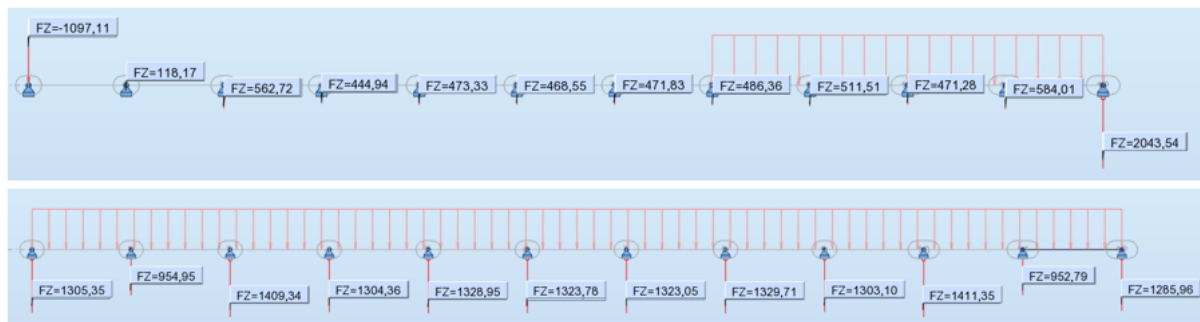 FZ=-1097,11
FZ=118,17
FZ=562,72
FZ=444,94
FZ=473,33
FZ=468,55
FZ=471,83
FZ=486,36
FZ=511,51
FZ=471,28
FZ=584,01
FZ=2043,54
FZ=1305,35
FZ=954,95
FZ=1409,34
FZ=1304,36
FZ=1328,95
FZ=1323,78
FZ=1323,05
FZ=1329,71
FZ=1303,10
FZ=1411,35
FZ=952,79
FZ=1285,96